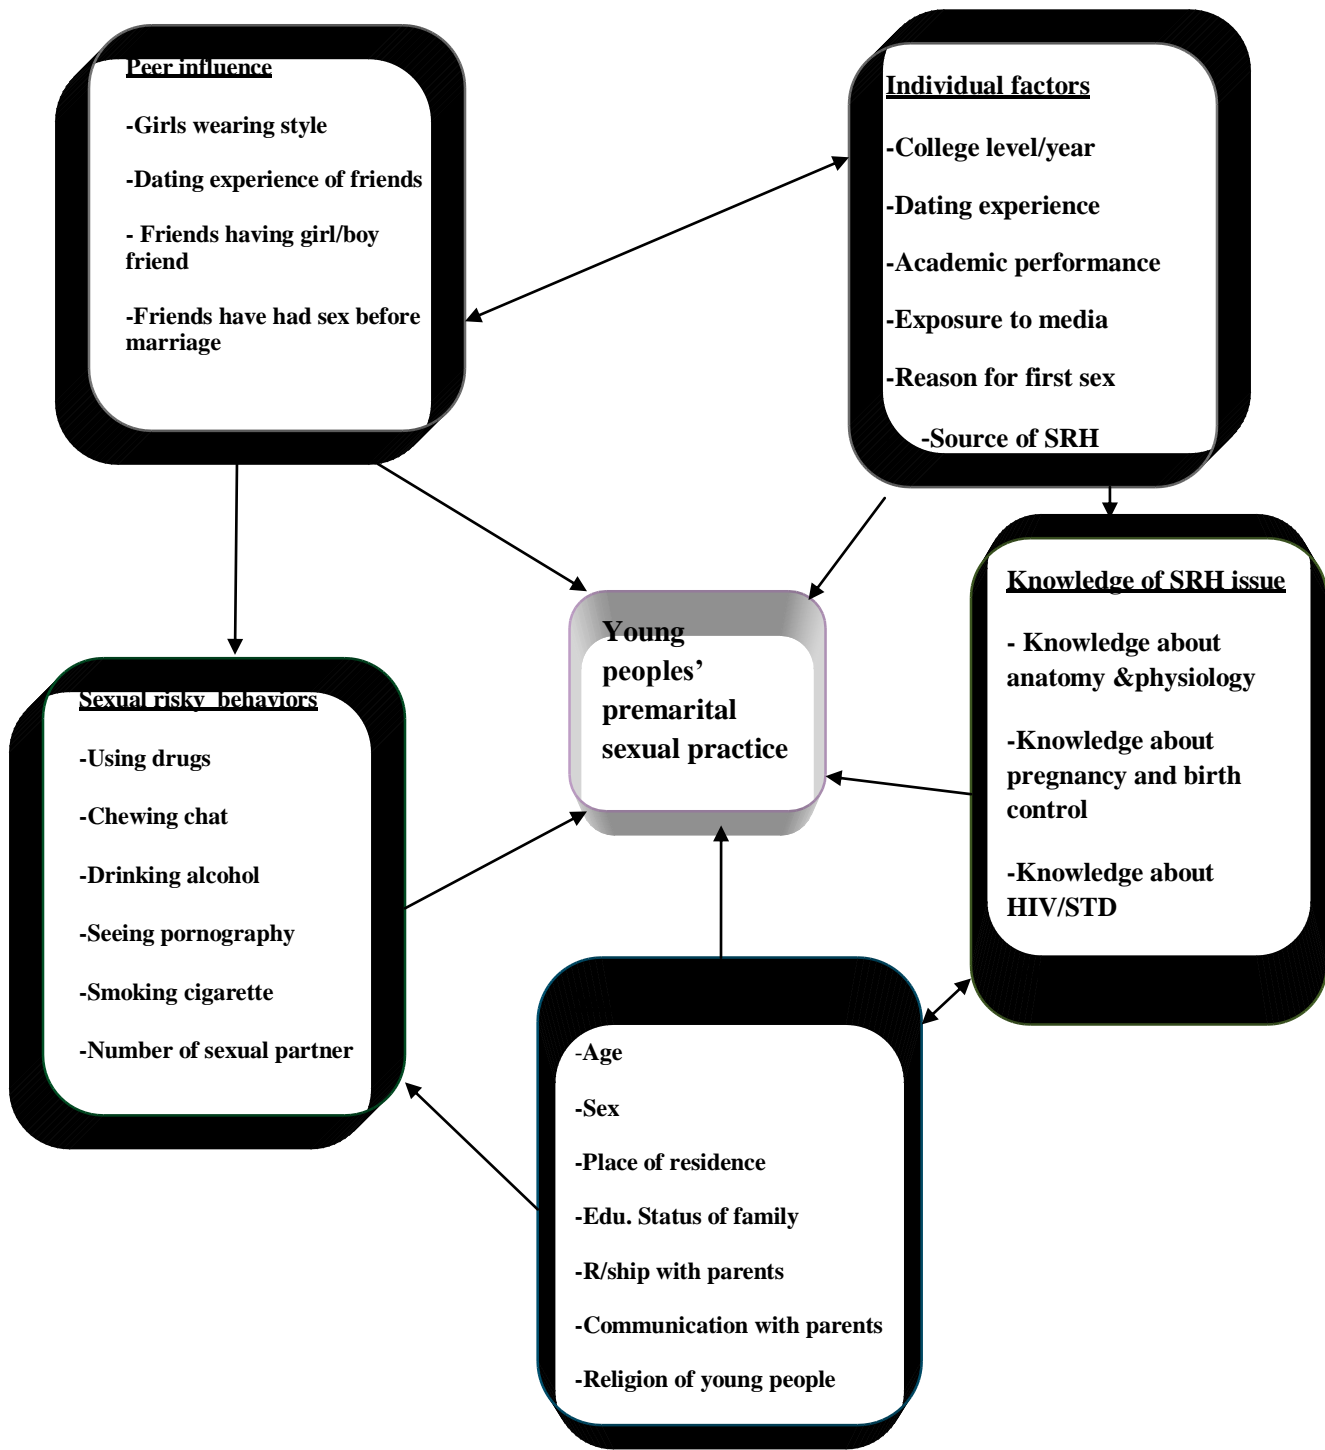 Peer influence
-Girls wearing style
-Dating experience of friends
- Friends having girl/boy
friend
-Friends have had sex before
marriage
Individual factors
-College level/year
-Dating experience
-Academic performance
-Exposure to media
-Reason for first sex
-Source of SRH
Young
peoples’
premarital
sexual practice
Knowledge of SRH issue
- Knowledge about
anatomy &physiology
-Knowledge about
pregnancy and birth
control
-Knowledge about
HIV/STD
Sexual risky behaviors
-Using drugs
-Chewing chat
-Drinking alcohol
-Seeing pornography
-Smoking cigarette
-Number of sexual partner
-Age
-Sex
-Place of residence
-Edu. Status of family
-R/ship with parents
-Communication with parents
-Religion of young people